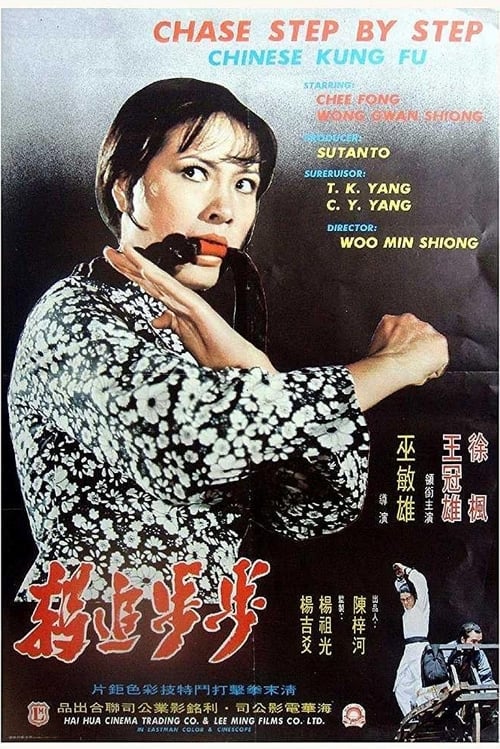 CHASE STEP BY STEP
CHINESE KUNG FU
STARRING:
CHEE FONG
WONG GWAN SHIONG
PRODUCER:
SUTANTO
SURERUISOR:
T. K. YANG
C. Y. YANG
DIRECTOR:
WOO MIN SHIONG
徐楓
王冠雄
領銜主演
巫敏雄
導演
出品人:
陳梓河
監製:
楊祖光
楊吉爻
殺追步步
片鉅色彩技特鬥打擊拳末清
品出合聯司公業影銘利・司公影電華海
HAI HUA CINEMA TRADING CO. & LEE MING FILMS CO. LTD.
IN EASTMAN COLOR & CINESCOPE